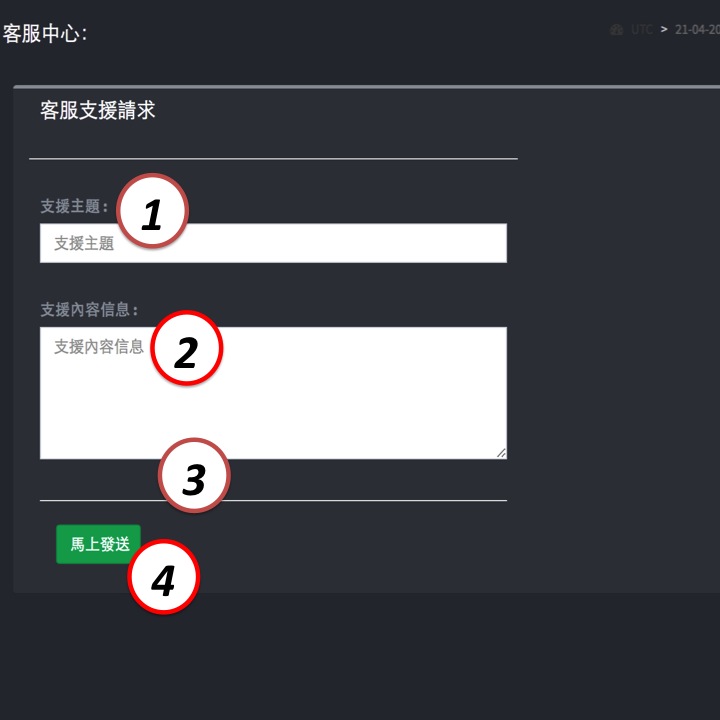 客服中心:
UTC > 21-04-20
客服支援請求
支援主題:
1
支援主題
支援內容信息:
支援內容信息
2
3
馬上發送
4